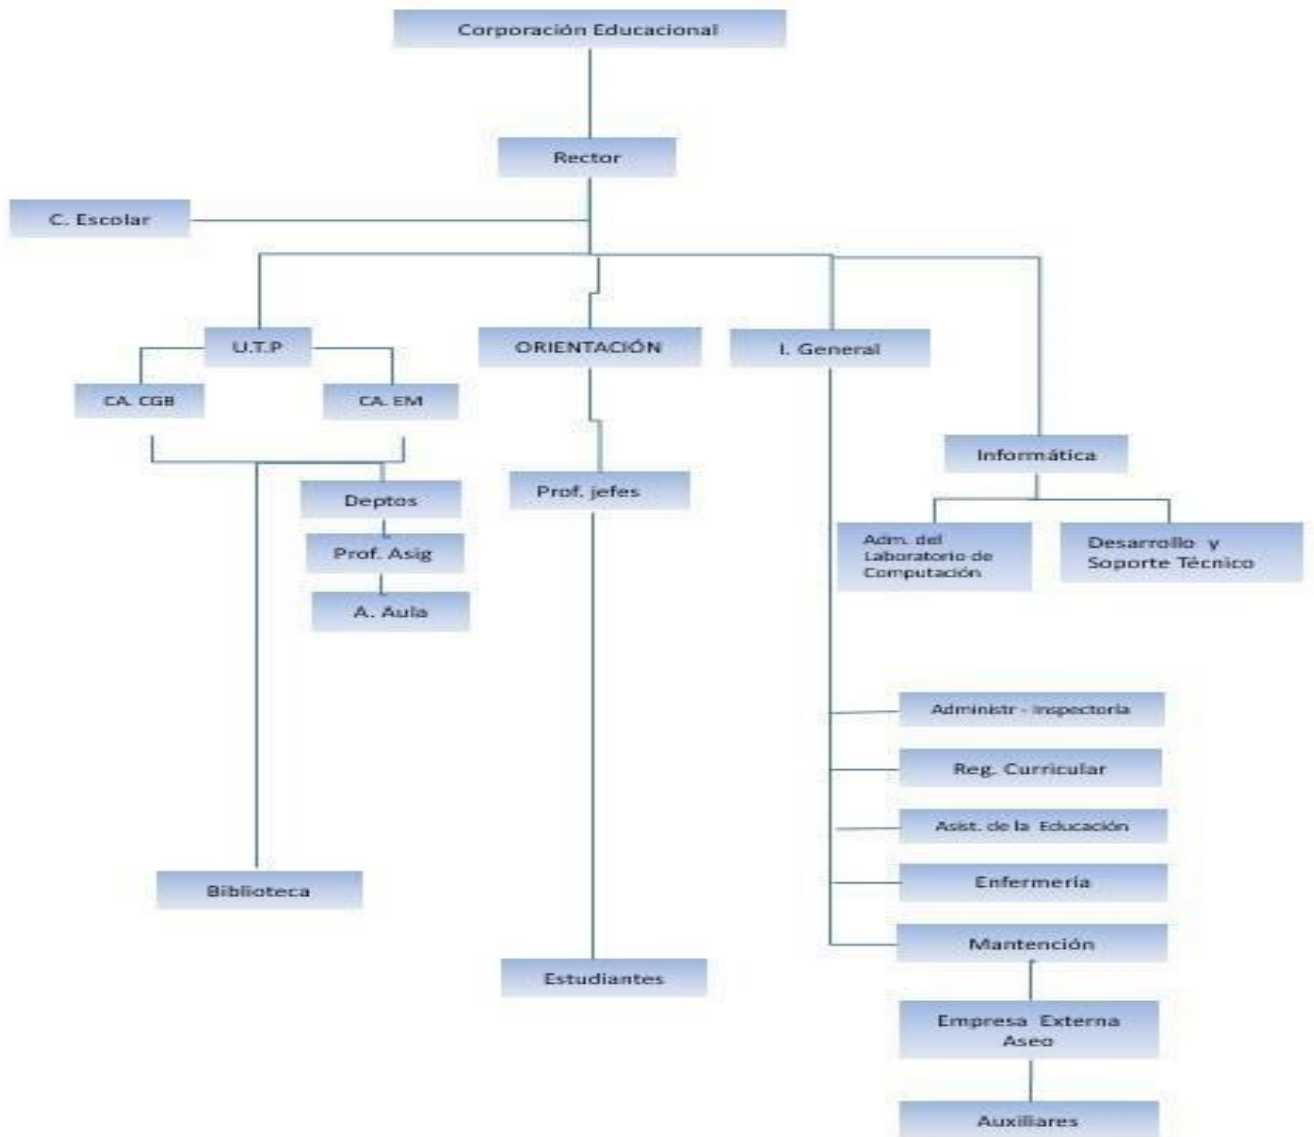 Corporación Educacional
Rector
C. Escolar
U.T.P
ORIENTACIÓN
I. General
CA. CGB
CA. EM
Informática
Deptos
Prof. jefes
Prof. Asig
Adm. del
Laboratorio de
Computación
Desarrollo y
Soporte Técnico
A. Aula
Administr - Inspectoría
Reg. Curricular
Asist. de la Educación
Biblioteca
Enfermería
Mantención
Estudiantes
Empresa Externa
Aseo
Auxiliares